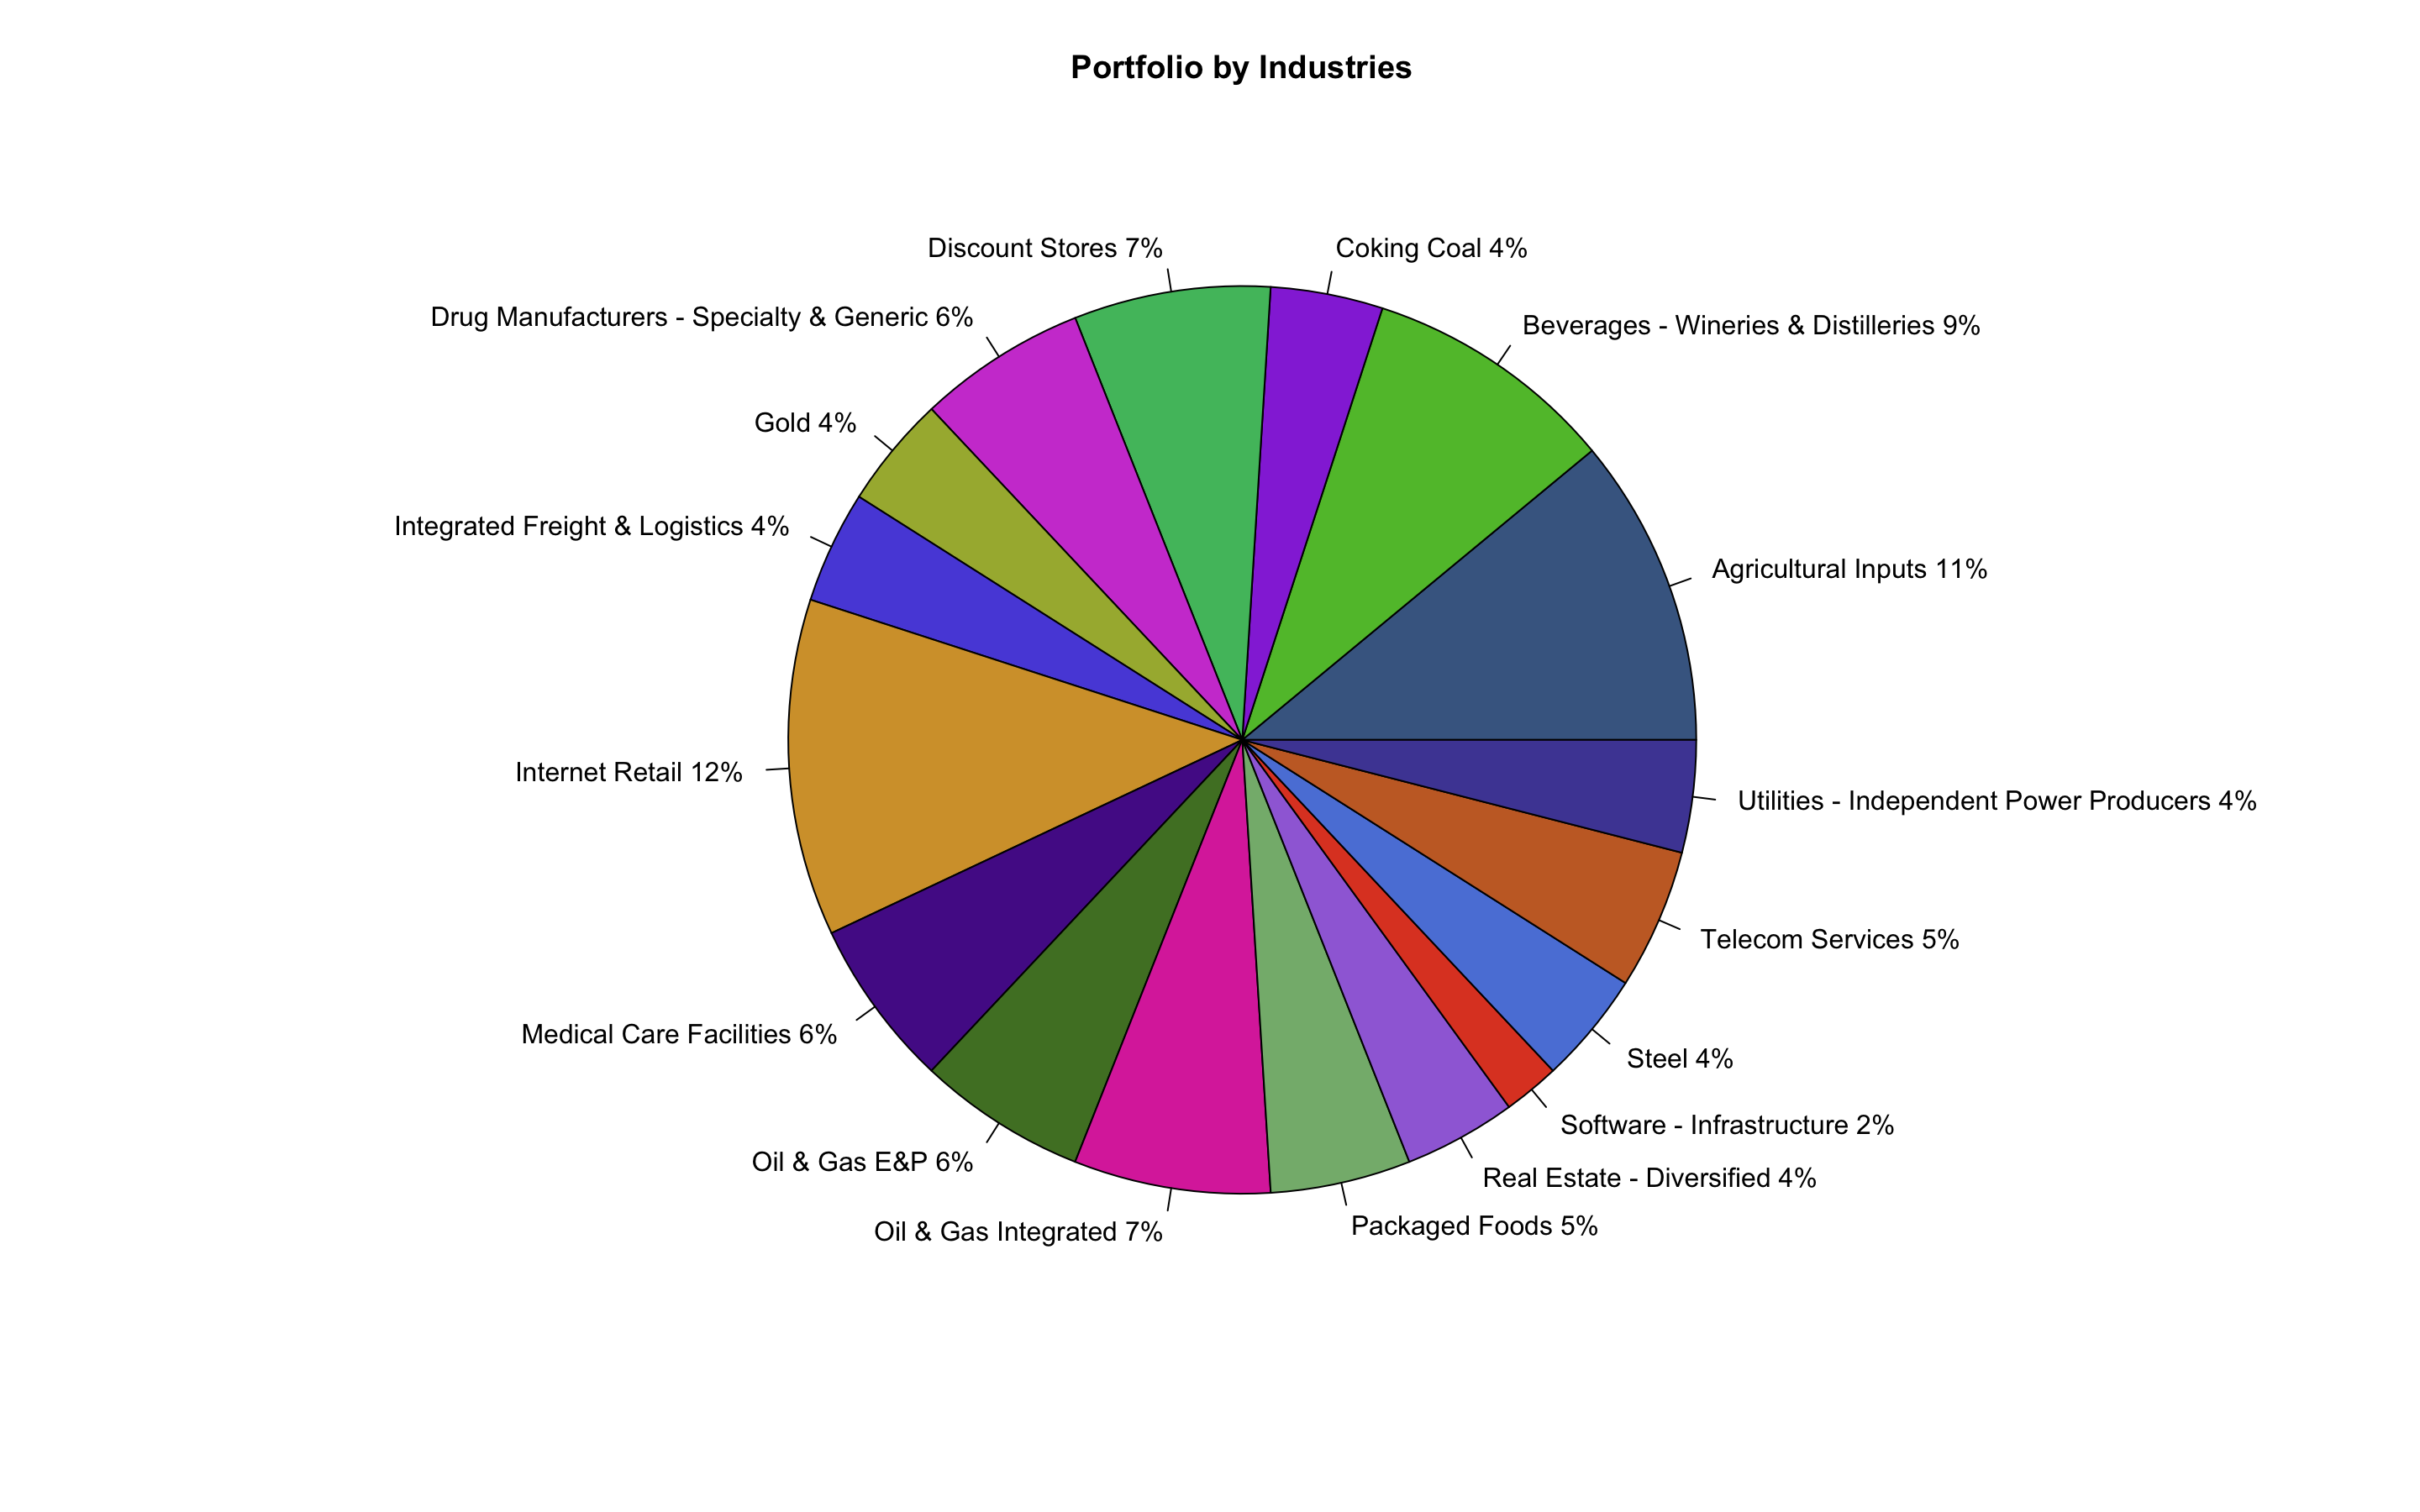 Portfolio by Industries
Discount Stores 7%
Coking Coal 4%
Drug Manufacturers - Specialty & Generic 6%
Beverages - Wineries & Distilleries 9%
Gold 4%
Integrated Freight & Logistics 4%
Agricultural Inputs 11%
Internet Retail 12%
Utilities - Independent Power Producers 4%
Telecom Services 5%
Medical Care Facilities 6%
Steel 4%
Software - Infrastructure 2%
Oil & Gas E&P 6%
Real Estate - Diversified 4%
Oil & Gas Integrated 7%
Packaged Foods 5%